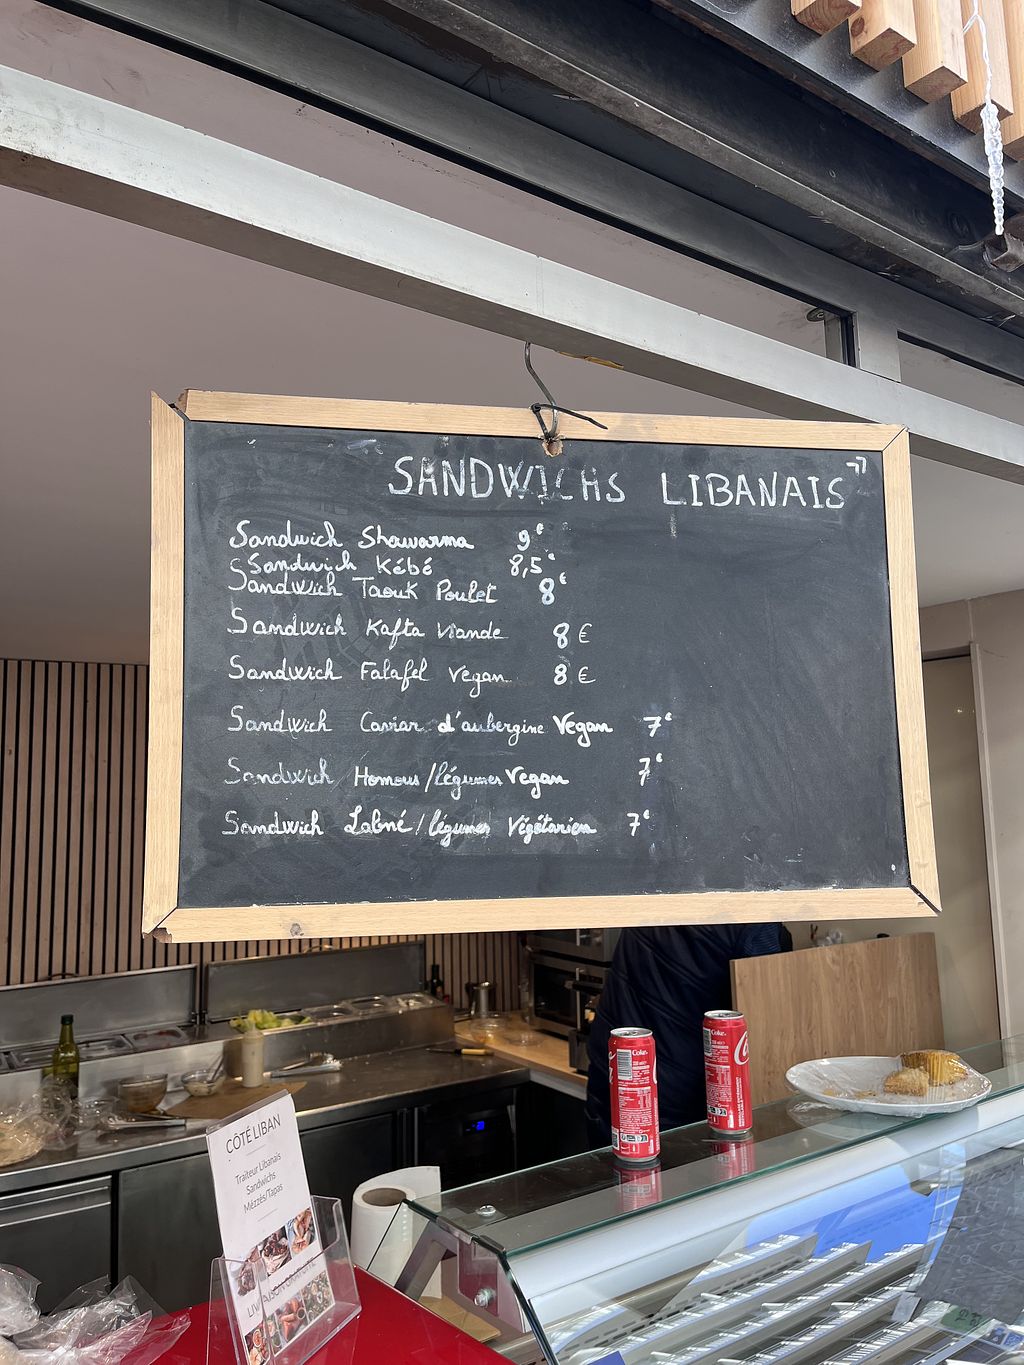 SANDWICHS LIBANAIS
Sandwich Shawarma 9€
Sandwich Kébé 8,5€
Sandwich Taouk Poulet 8€
Sandwich Kafta Viande 8€
Sandwich Falafel Vegan 8€
Sandwich Caviar d'aubergine Vegan 7€
Sandwich Homous/légumes Vegan 7€
Sandwich Labné/légumes Végétarien 7€
Coke
Coke
CÔTÉ LIBAN
Traiteur Libanais
Sandwichs
Mézzés/Tapas